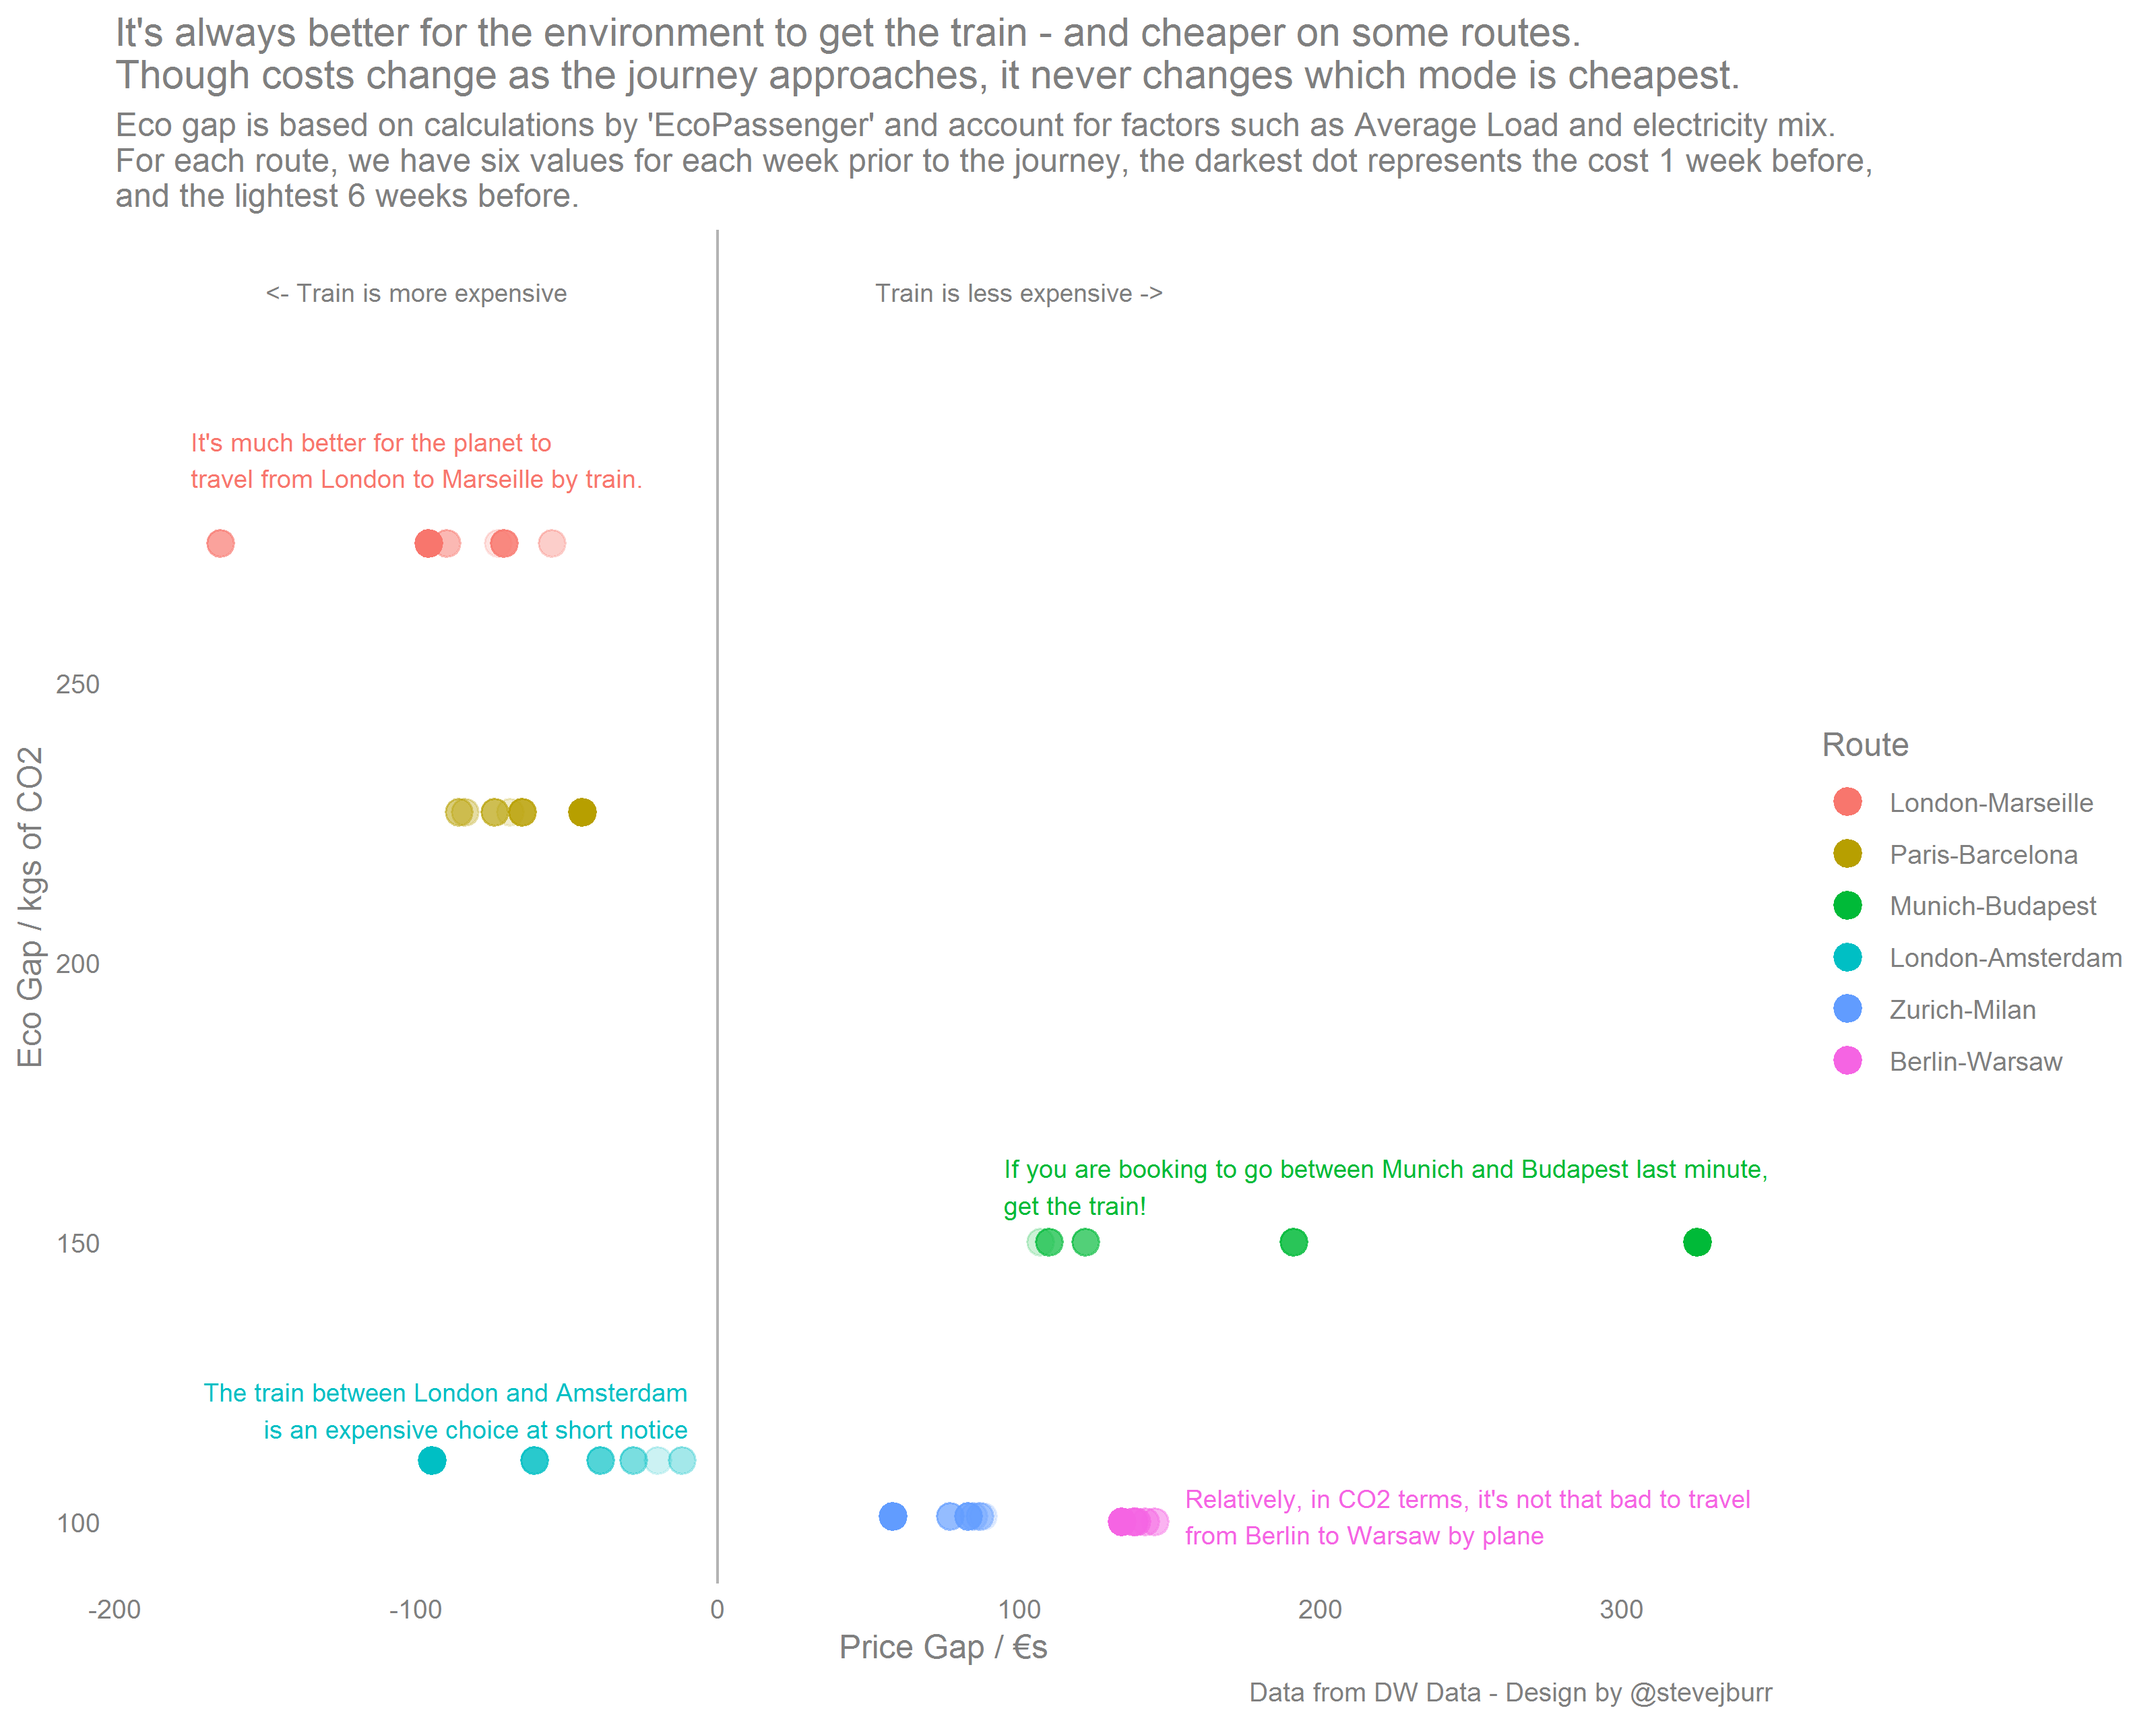 It's always better for the environment to get the train - and cheaper on some routes.
Though costs change as the journey approaches, it never changes which mode is cheapest.
Eco gap is based on calculations by 'EcoPassenger' and account for factors such as Average Load and electricity mix.
For each route, we have six values for each week prior to the journey, the darkest dot represents the cost 1 week before,
and the lightest 6 weeks before.
<- Train is more expensive
Train is less expensive ->
It's much better for the planet to
travel from London to Marseille by train.
250
200
150
100
Eco Gap / kgs of CO2
If you are booking to go between Munich and Budapest last minute,
get the train!
The train between London and Amsterdam
is an expensive choice at short notice
Relatively, in CO2 terms, it's not that bad to travel
from Berlin to Warsaw by plane
-200
-100
0
100
200
300
Price Gap / €s
Route
London-Marseille
Paris-Barcelona
Munich-Budapest
London-Amsterdam
Zurich-Milan
Berlin-Warsaw
Data from DW Data - Design by @stevejburr